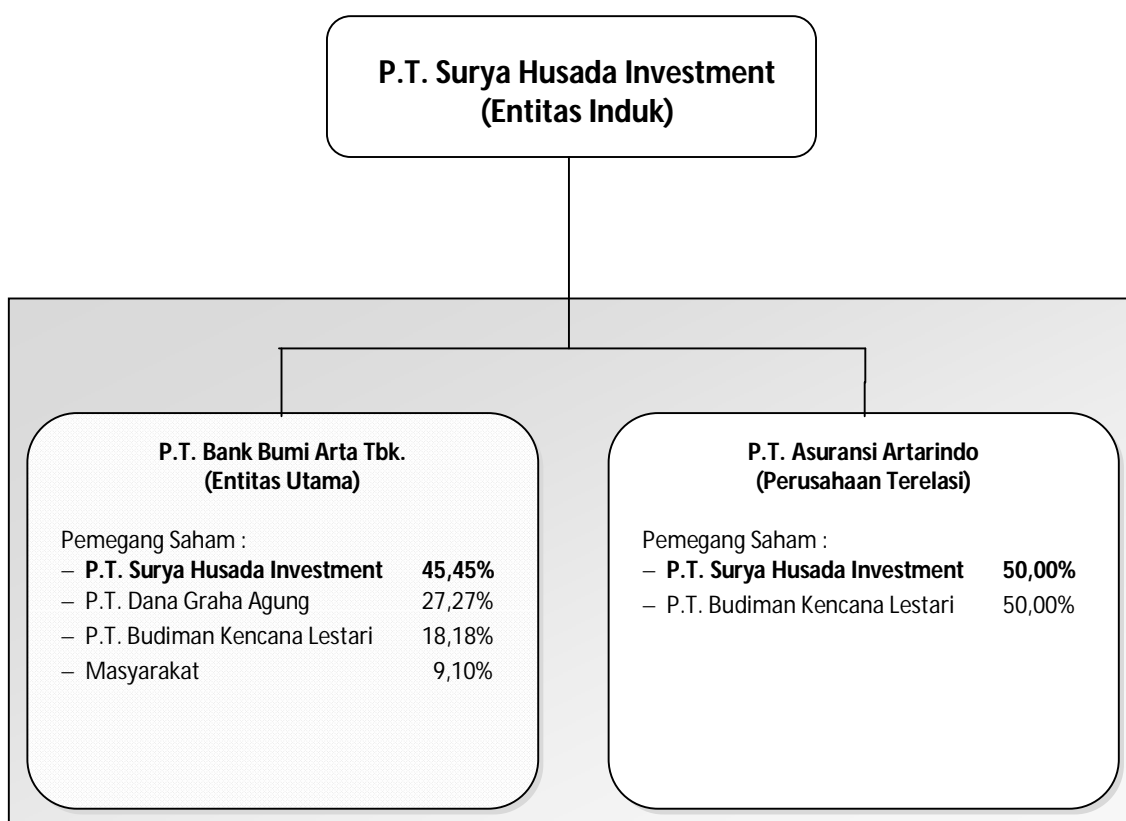 P.T. Surya Husada Investment
(Entitas Induk)
P.T. Bank Bumi Arta Tbk.
(Entitas Utama)
Pemegang Saham :
– P.T. Surya Husada Investment 45,45%
– P.T. Dana Graha Agung 27,27%
– P.T. Budiman Kencana Lestari 18,18%
– Masyarakat 9,10%
P.T. Asuransi Artarindo
(Perusahaan Terelasi)
Pemegang Saham :
– P.T. Surya Husada Investment 50,00%
– P.T. Budiman Kencana Lestari 50,00%